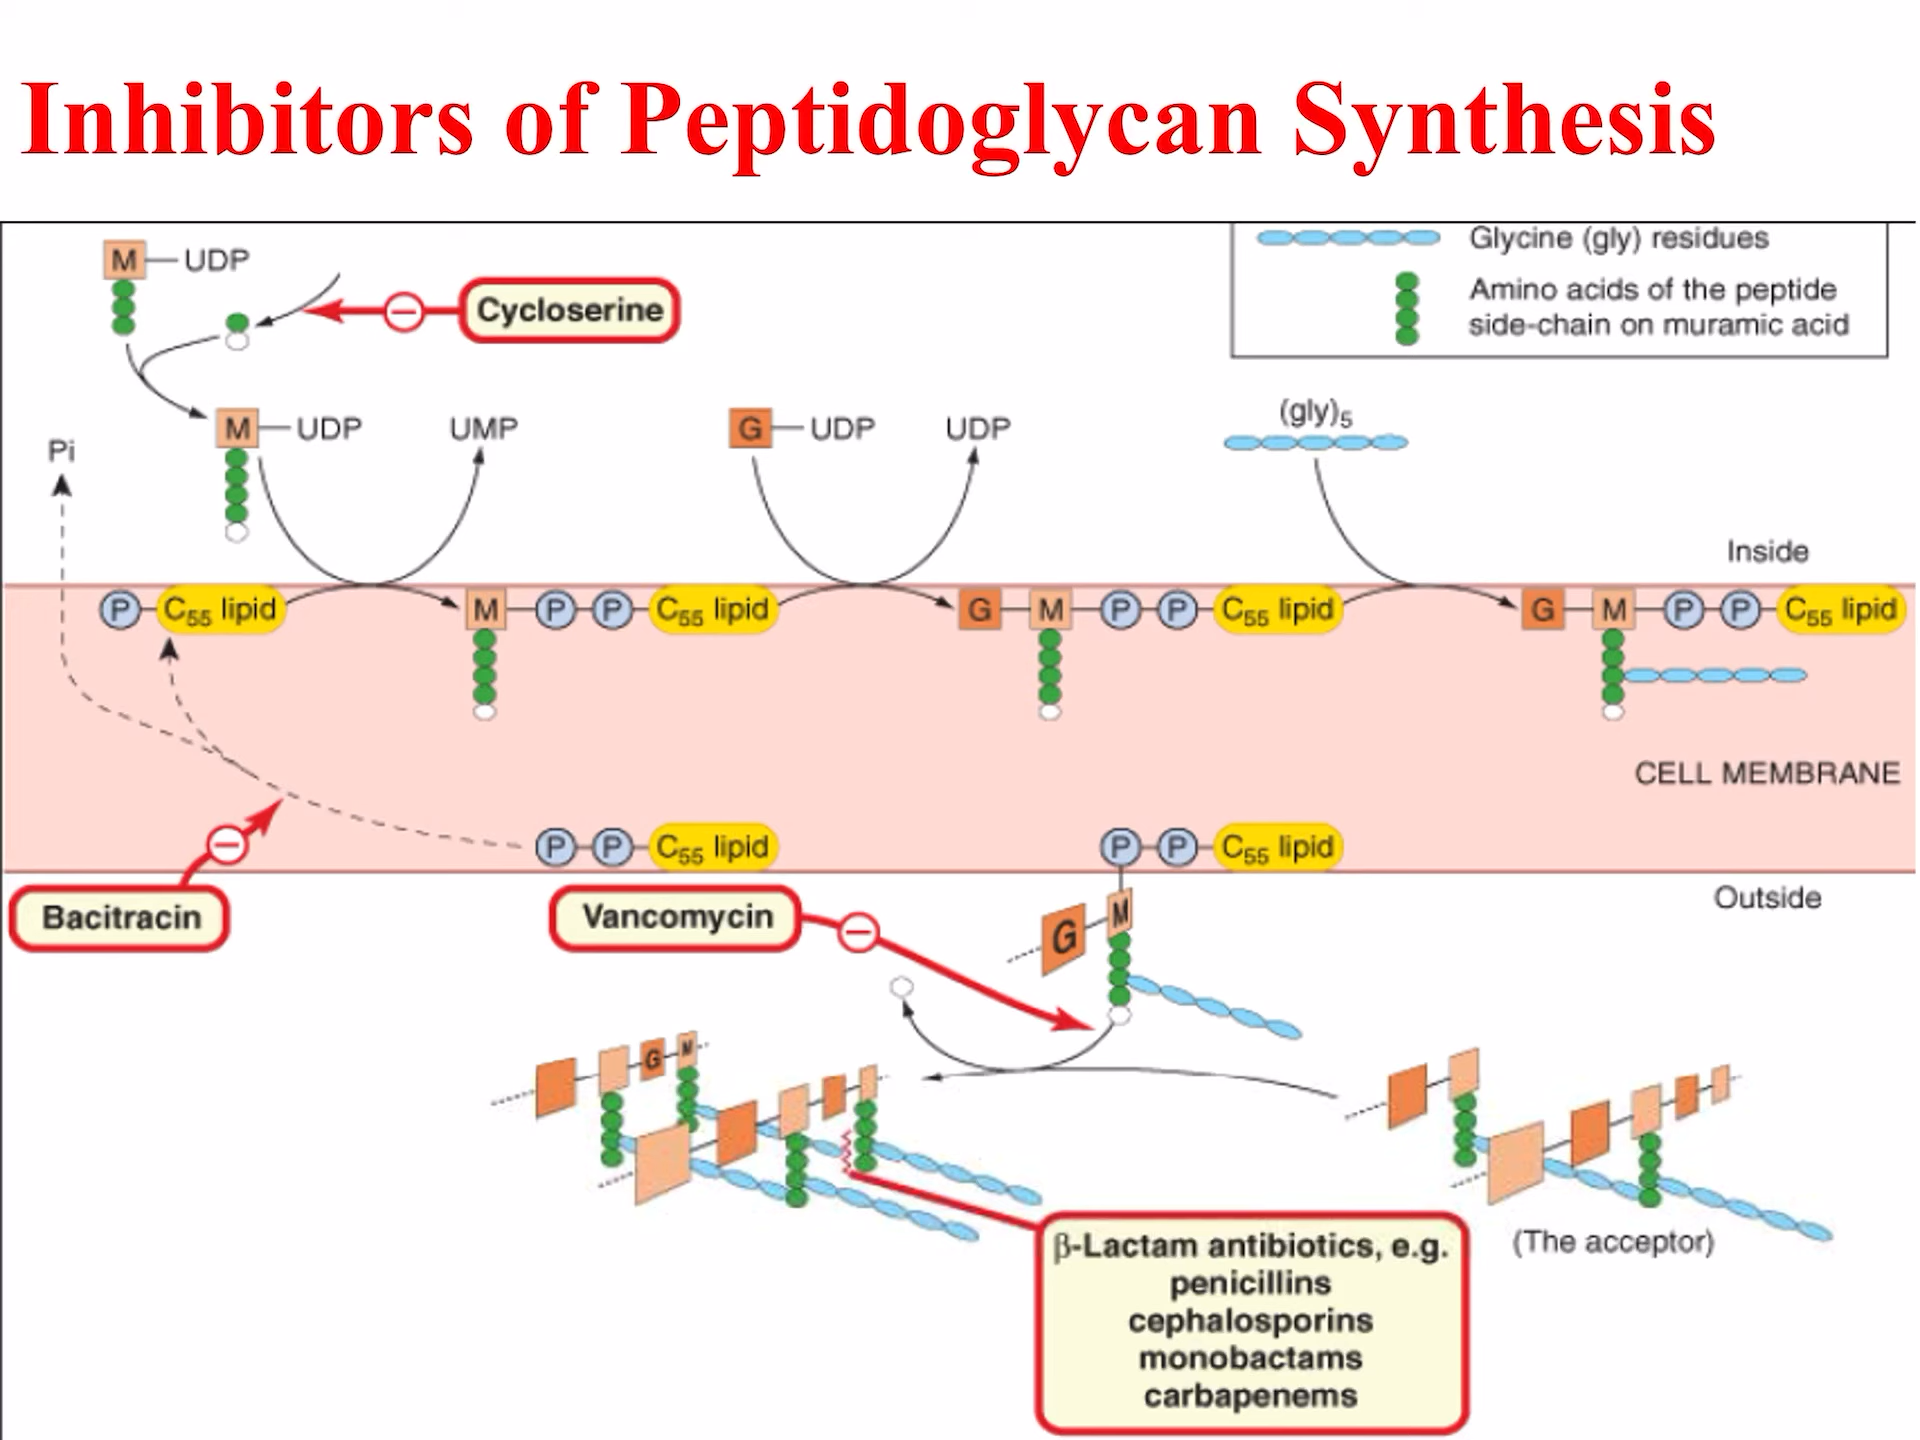 Inhibitors of Peptidoglycan Synthesis
Glycine (gly) residues
Amino acids of the peptide
side-chain on muramic acid
M UDP
Cycloserine
M UDP
UMP
G UDP
UDP
(gly)5
Pi
Inside
P C55 lipid
M P P C55 lipid
G M P P C55 lipid
G M P P C55 lipid
CELL MEMBRANE
P P C55 lipid
P P C55 lipid
Outside
Bacitracin
Vancomycin
G M
G M
(The acceptor)
β-Lactam antibiotics, e.g.
penicillins
cephalosporins
monobactams
carbapenems